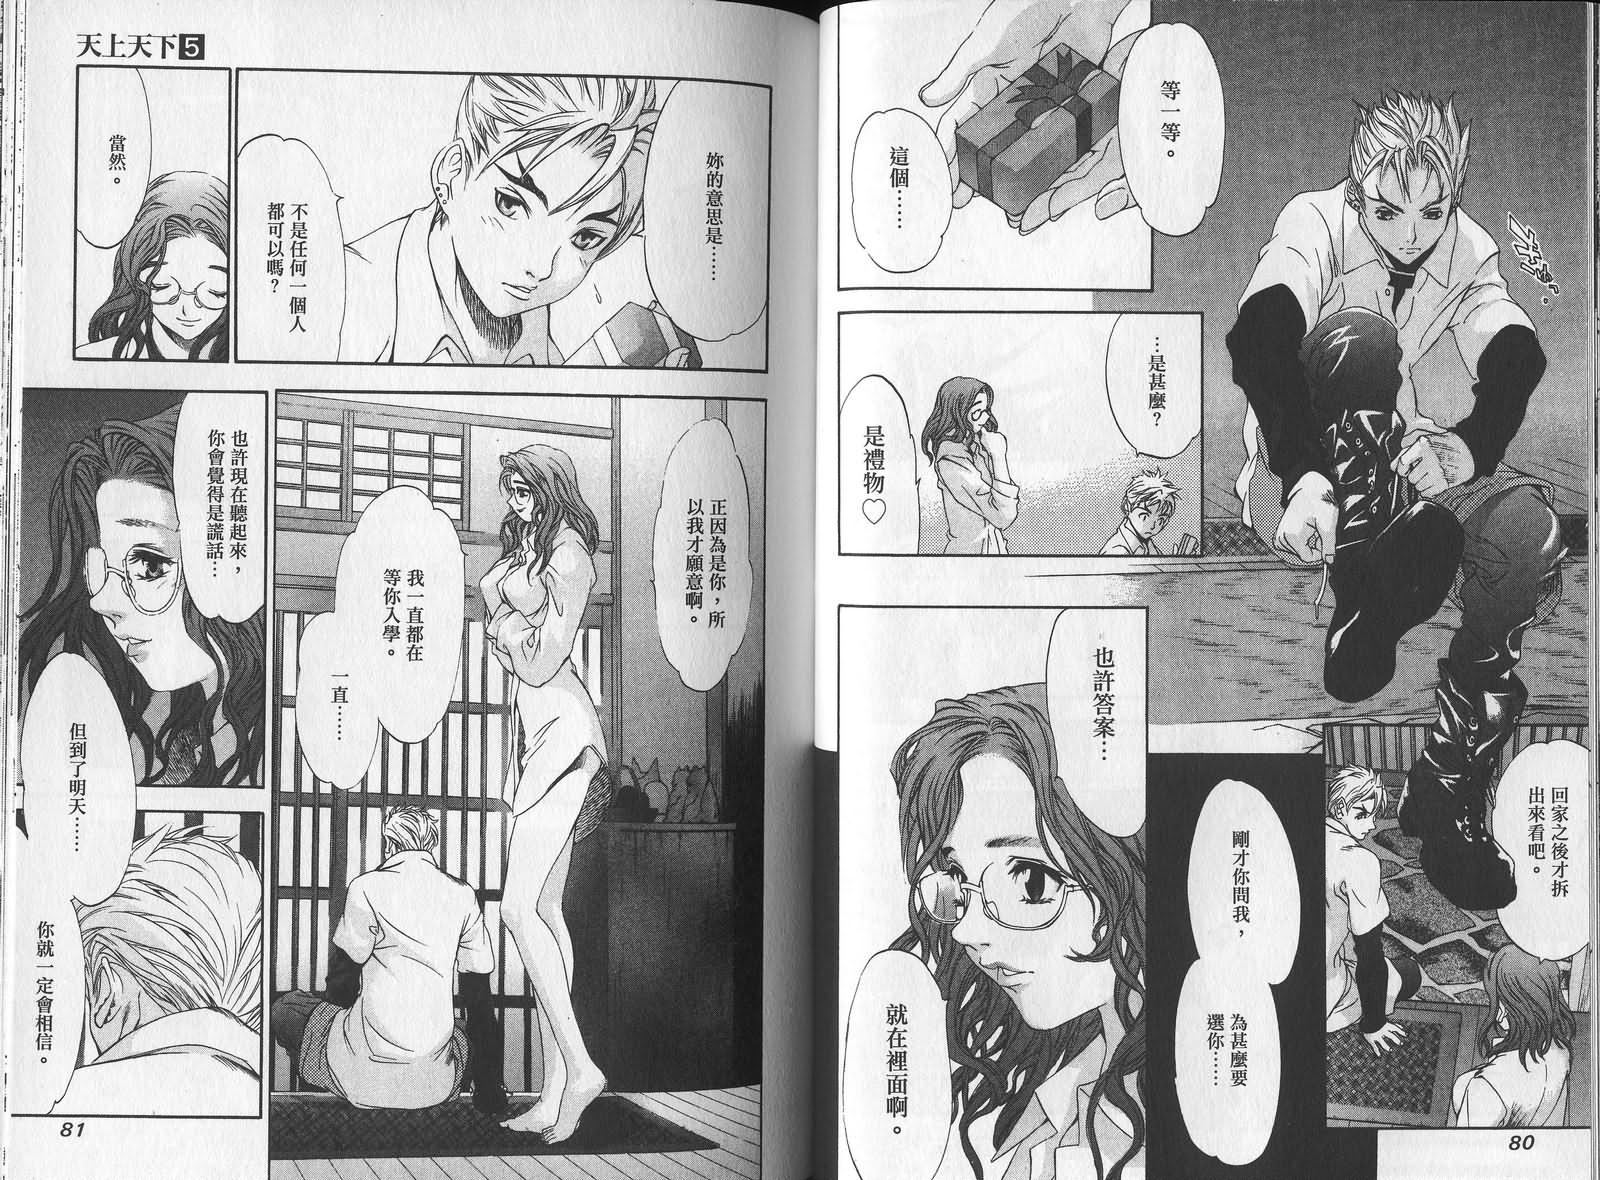 等一等。
這個……
…是甚麼？
是禮物♡
回家之後才拆
出來看吧。
剛才你問我，
為甚麼要
選你……
也許答案…
就在裡面啊。
80
天上天下5
妳的意思是……
不是任何一個人
都可以嗎？
當然。
正因為是你，所
以我才願意啊。
我一直都在
等你入學。
一直……
也許現在聽起來，
你會覺得是謊話…
但到了明天……
你就一定會相信。
81